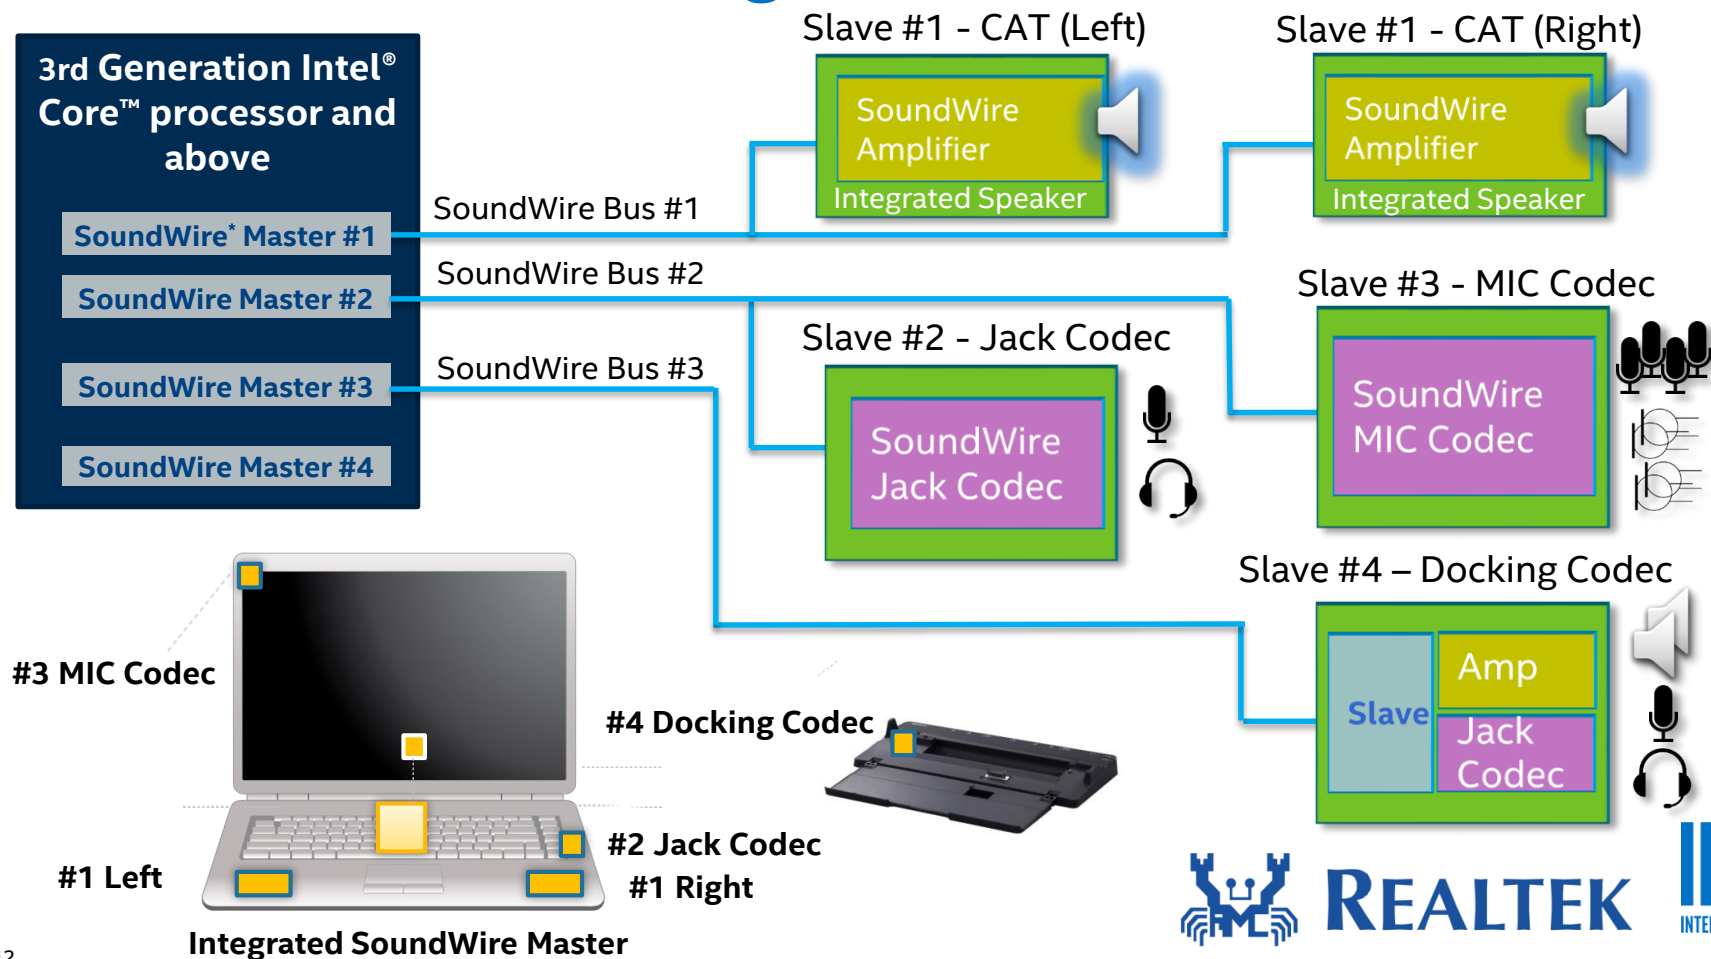 Slave #1 - CAT (Left)
Slave #1 - CAT (Right)
3rd Generation Intel®
Core™ processor and
above
SoundWire
Amplifier
Integrated Speaker
SoundWire
Amplifier
Integrated Speaker
SoundWire Bus #1
SoundWire* Master #1
SoundWire Bus #2
SoundWire Master #2
Slave #3 - MIC Codec
Slave #2 - Jack Codec
SoundWire Bus #3
SoundWire Master #3
SoundWire
MIC Codec
SoundWire
Jack Codec
SoundWire Master #4
Slave #4 – Docking Codec
Slave
Amp
Jack
Codec
#3 MIC Codec
#4 Docking Codec
#2 Jack Codec
#1 Left
#1 Right
Integrated SoundWire Master
REALTEK